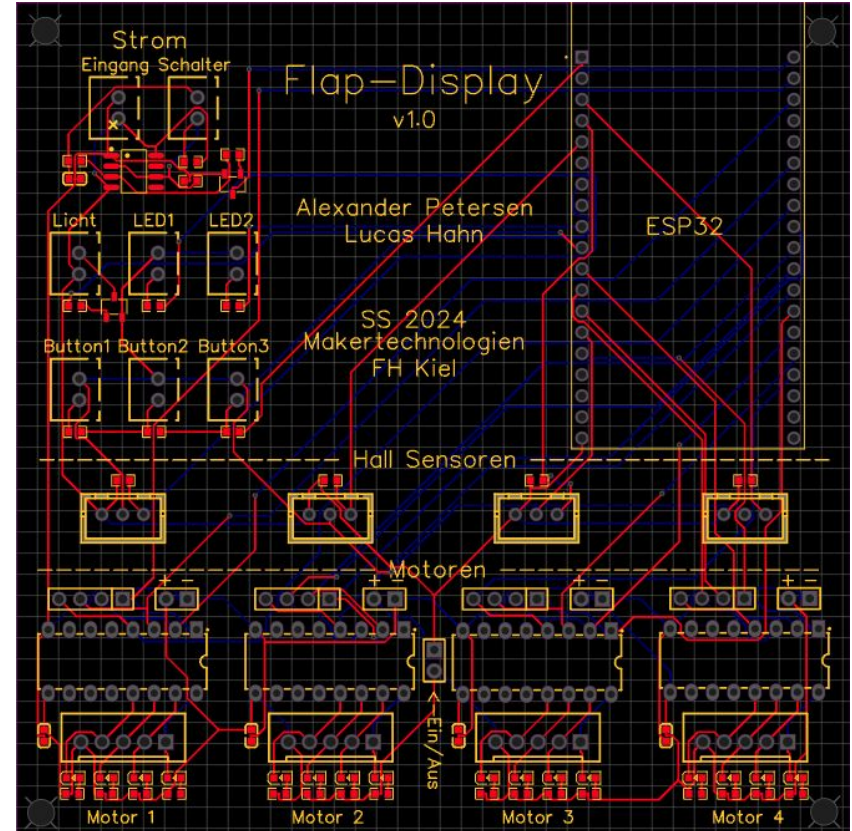 Strom
Eingang Schalter
Flap-Display
v1.0
Licht LED1 LED2
Alexander Petersen
Lucas Hahn
ESP32
SS 2024
Makertechnologien
FH Kiel
Button1 Button2 Button3
Hall Sensoren
Motoren
+ - + - + - + -
<--Ein/Aus
Motor 1 Motor 2 Motor 3 Motor 4